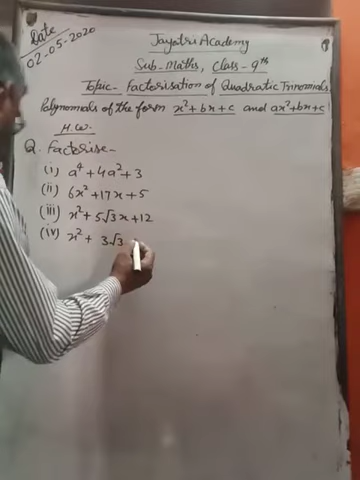 Date
02-05-2020
Jayatri Academy
Sub- Maths, Class- 9th
Topic- Factorisation of Quadratic Trinomials
Polynomials of the form x²+bx+c and ax²+bx+c
H.W.
Q. Factorise-
(i) a⁴+4a²+3
(ii) 6x²+17x+5
(iii) x²+5√3x+12
(iv) x²+ 3√3